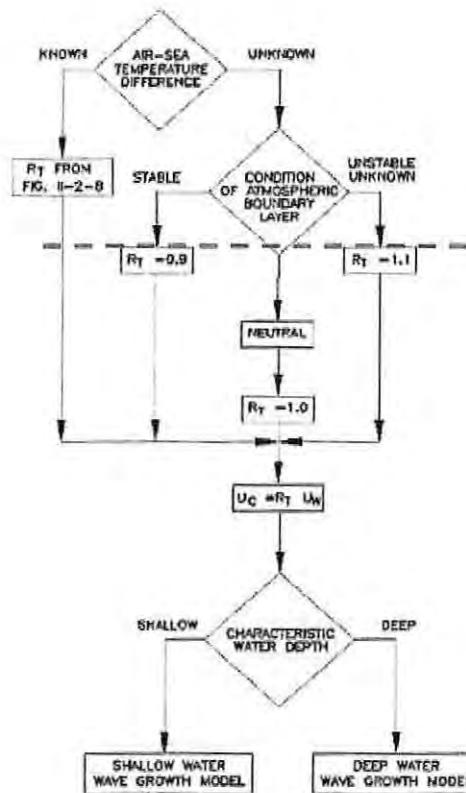 KNOWN
AIR-SEA
TEMPERATURE
DIFFERENCE
UNKNOWN
RT FROM
FIG. II-2-8
STABLE
CONDITION
OF ATMOSPHERIC
BOUNDARY
LAYER
UNSTABLE
UNKNOWN
RT =0.9
RT =1.1
NEUTRAL
RT =1.0
UC =RT UW
SHALLOW
CHARACTERISTIC
WATER DEPTH
DEEP
SHALLOW WATER
WAVE GROWTH MODEL
DEEP WATER
WAVE GROWTH MODEL